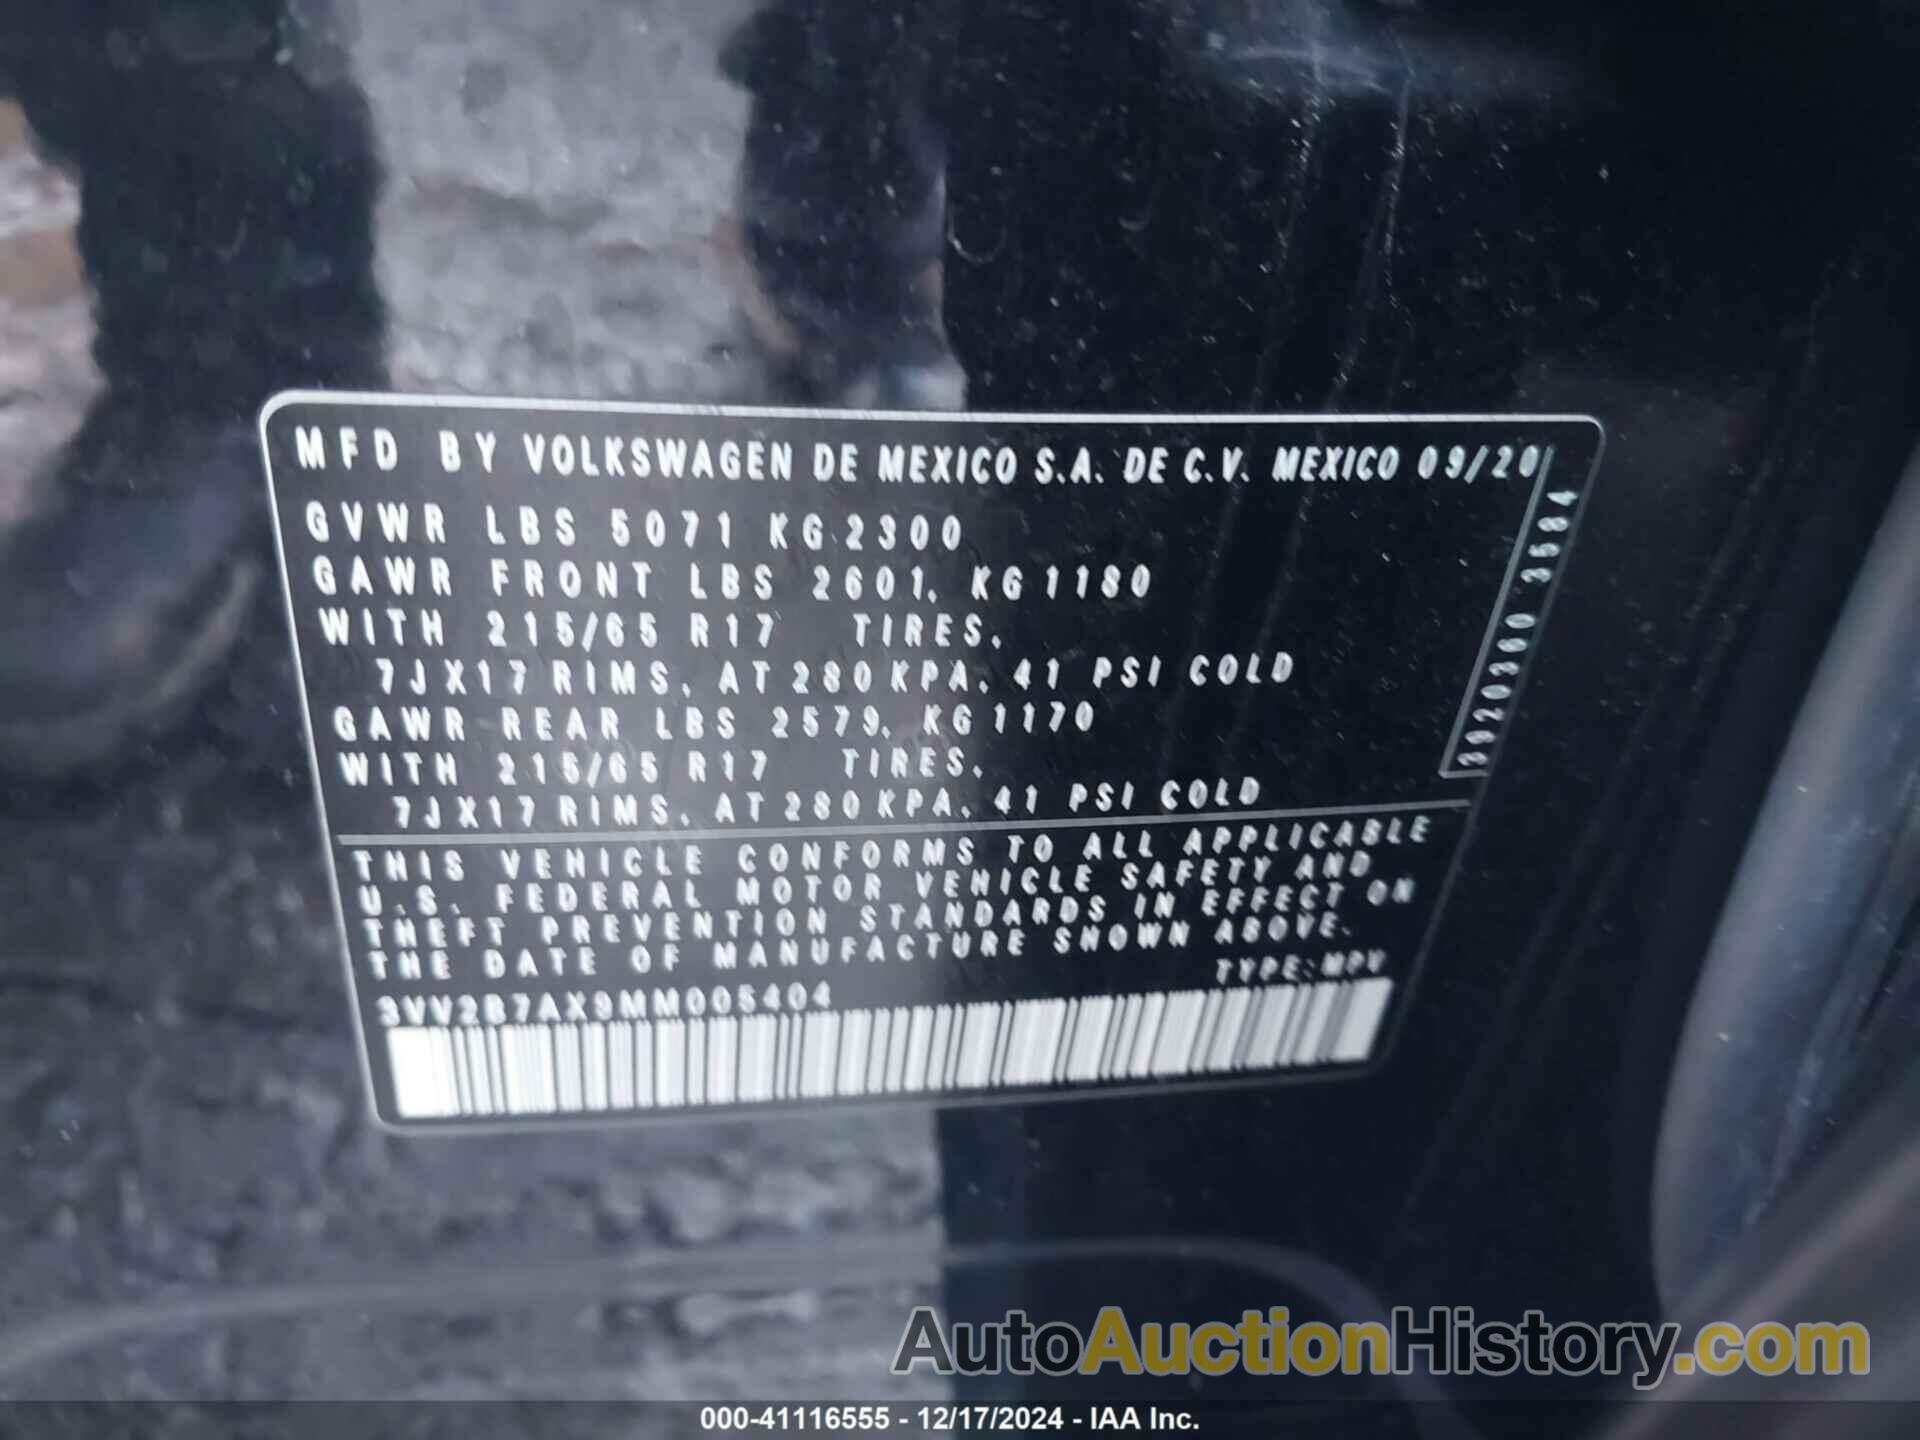 MFD BY VOLKSWAGEN DE MEXICO S.A. DE C.V. MEXICO 09/20
GVWR LBS 5071 KG 2300
GAWR FRONT LBS 2601, KG 1180
WITH 215/65 R17 TIRES,
7JX17 RIMS, AT 280 KPA, 41 PSI COLD
GAWR REAR LBS 2579, KG 1170
WITH 215/65 R17 TIRES,
7JX17 RIMS, AT 280 KPA, 41 PSI COLD
3920360 3584
THIS VEHICLE CONFORMS TO ALL APPLICABLE
U.S. FEDERAL MOTOR VEHICLE SAFETY AND
THEFT PREVENTION STANDARDS IN EFFECT ON
THE DATE OF MANUFACTURE SHOWN ABOVE.
TYPE: MPV
3VV2B7AX9MM005404
AutoAuctionHistory.com
000-41116555 - 12/17/2024 - IAA Inc.